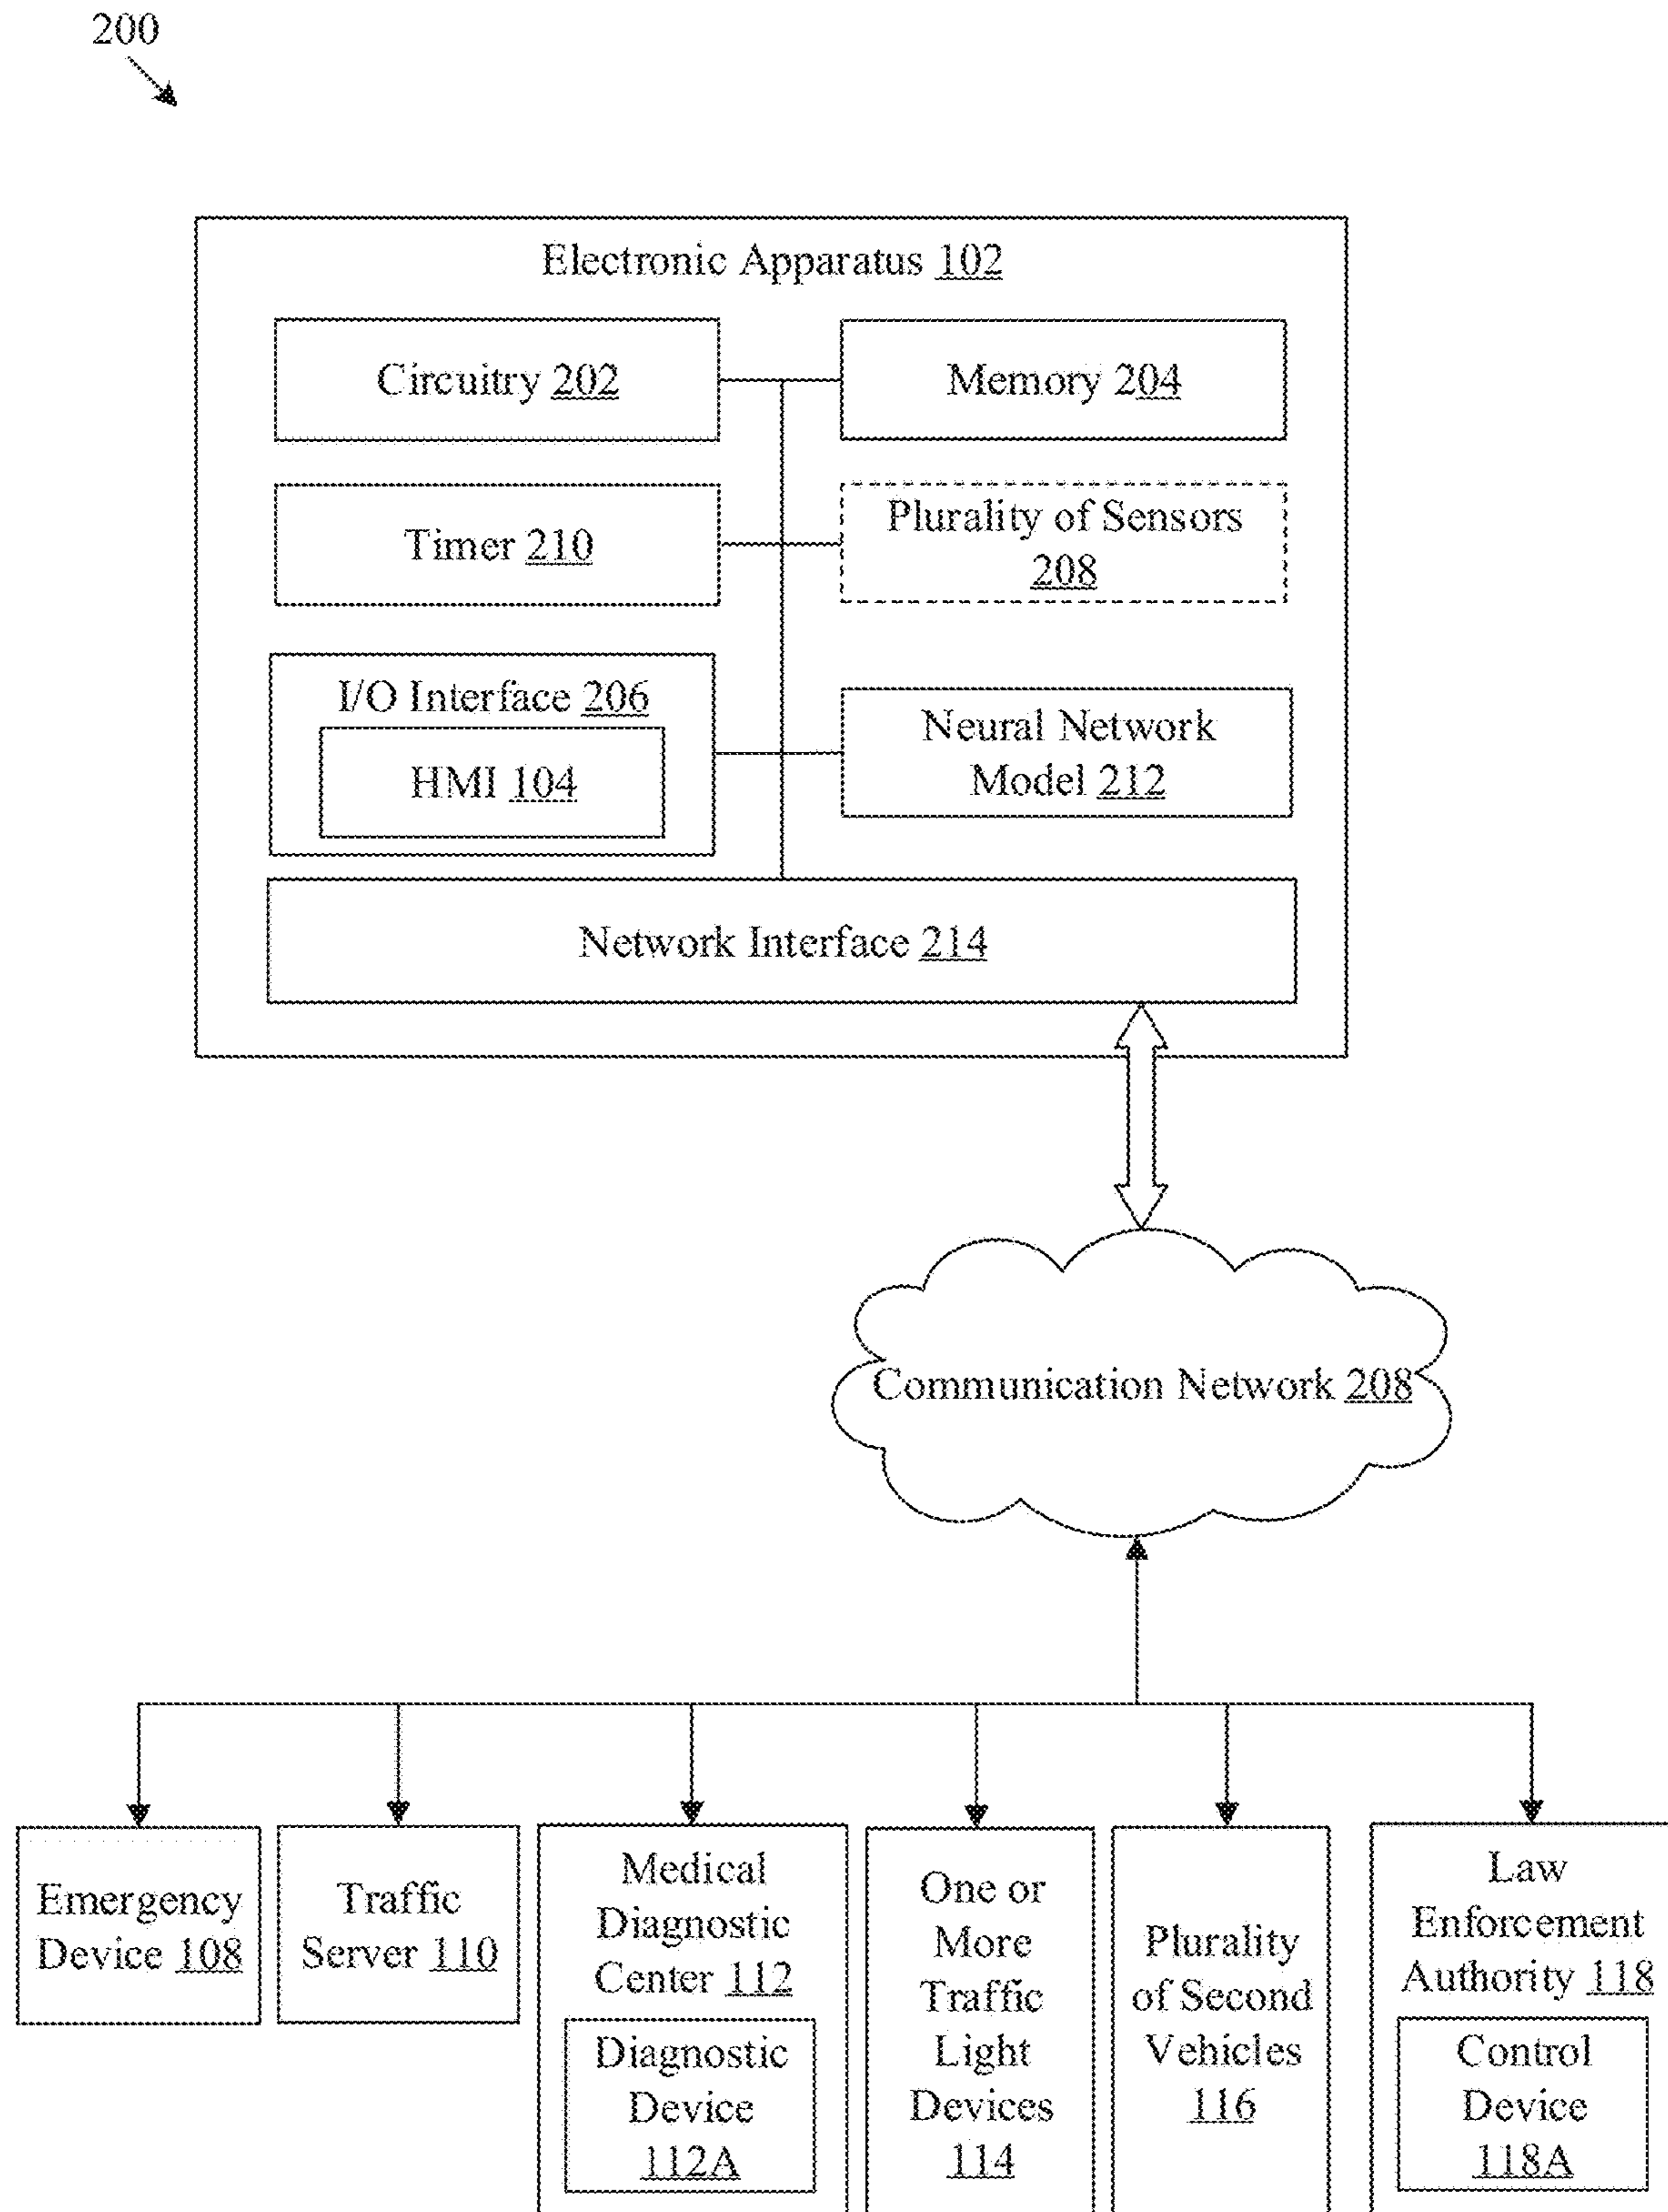 200
Electronic Apparatus 102
Circuitry 202
Memory 204
Timer 210
Plurality of Sensors
208
I/O Interface 206
HMI 104
Neural Network
Model 212
Network Interface 214
Communication Network 208
Emergency
Device 108
Traffic
Server 110
Medical
Diagnostic
Center 112
Diagnostic
Device
112A
One or
More
Traffic
Light
Devices
114
Plurality
of Second
Vehicles
116
Law
Enforcement
Authority 118
Control
Device
118A